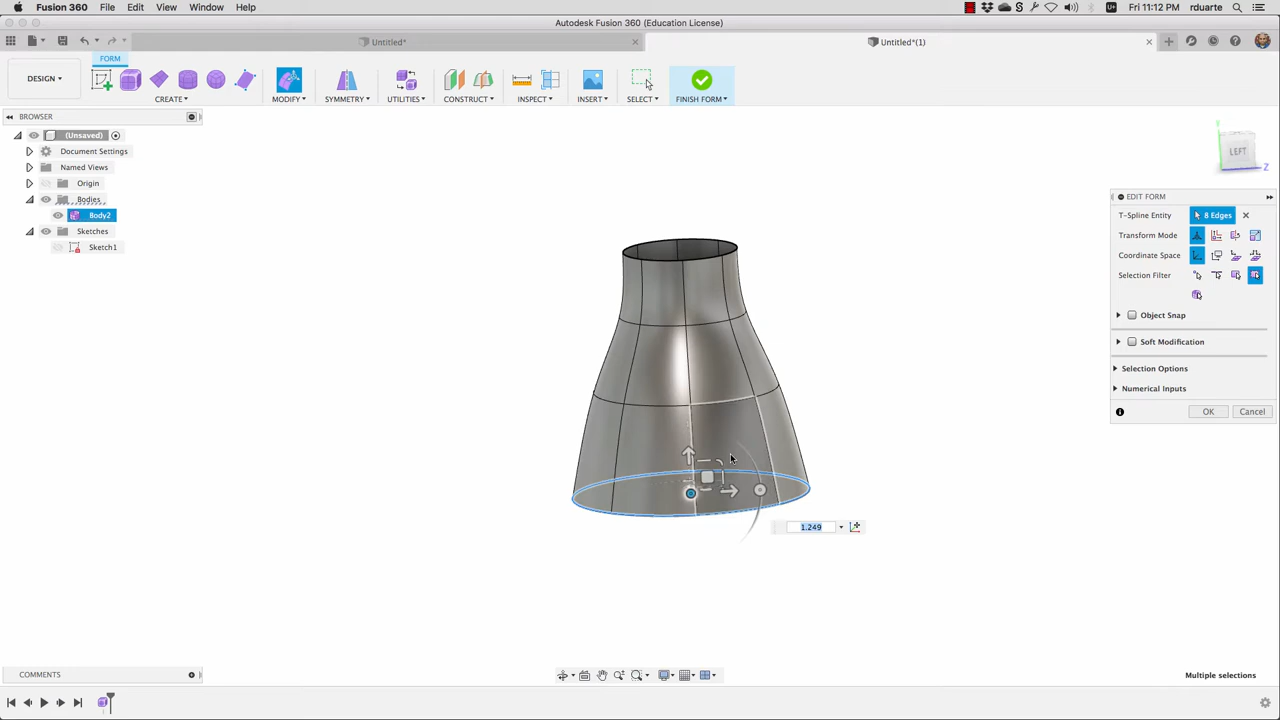 Fusion 360 File Edit View Window Help
U+ Fri 11:12 PM rduarte
Autodesk Fusion 360 (Education License)
Untitled* Untitled*(1)
FORM
DESIGN
CREATE MODIFY SYMMETRY UTILITIES CONSTRUCT INSPECT INSERT SELECT FINISH FORM
BROWSER
(Unsaved)
Document Settings
Named Views
Origin
Bodies
Body2
Sketches
Sketch1
LEFT
Y
Z
EDIT FORM
T-Spline Entity 8 Edges
Transform Mode
Coordinate Space
Selection Filter
Object Snap
Soft Modification
Selection Options
Numerical Inputs
OK Cancel
1.249
COMMENTS
Multiple selections